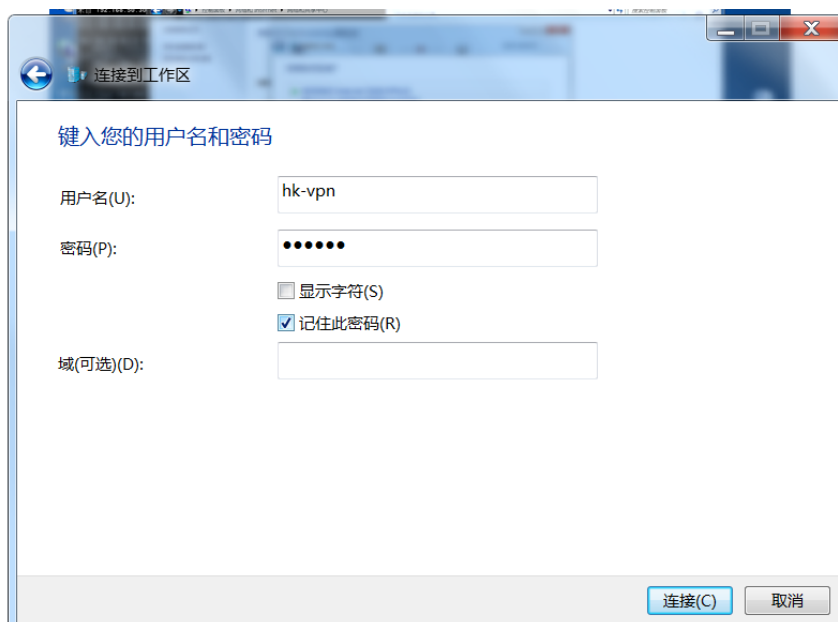 连接到工作区
键入您的用户名和密码
用户名(U):
hk-vpn
密码(P):
●●●●●●
显示字符(S)
记住此密码(R)
域(可选)(D):
连接(C)
取消